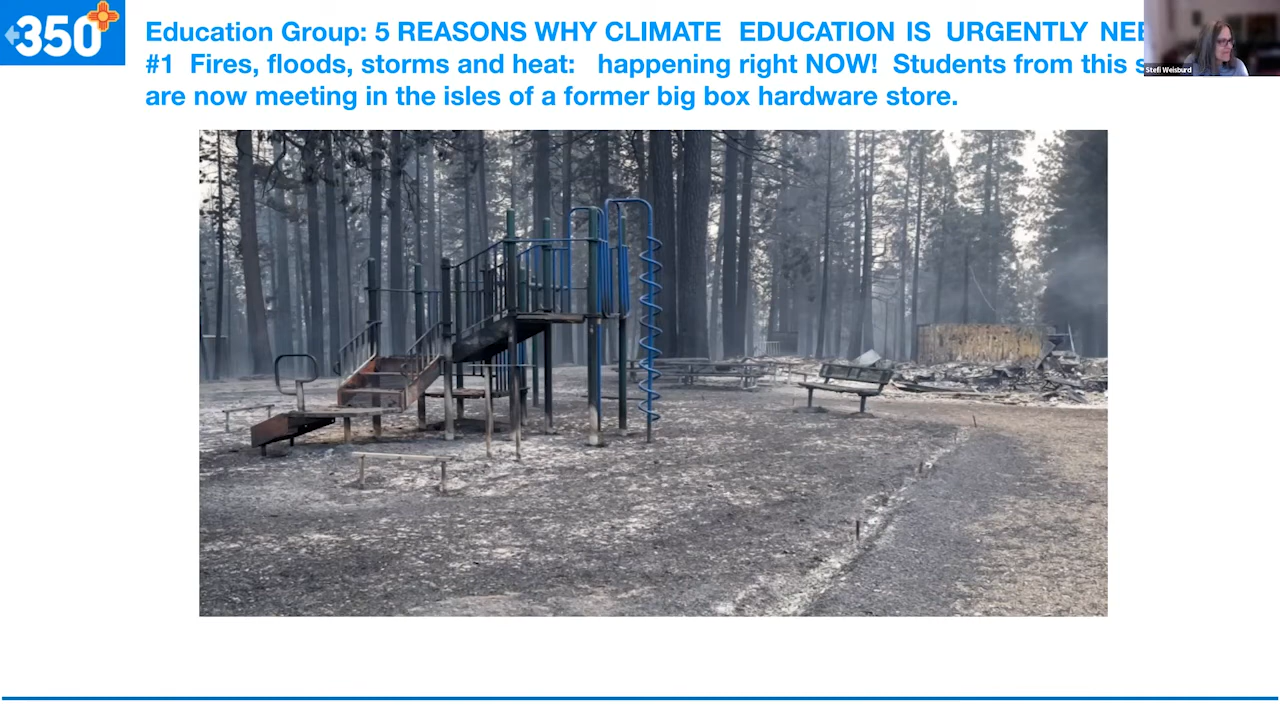 350
Education Group: 5 REASONS WHY CLIMATE EDUCATION IS URGENTLY
#1 Fires, floods, storms and heat: happening right NOW! Students from this
are now meeting in the isles of a former big box hardware store.
Stefi Weisburd